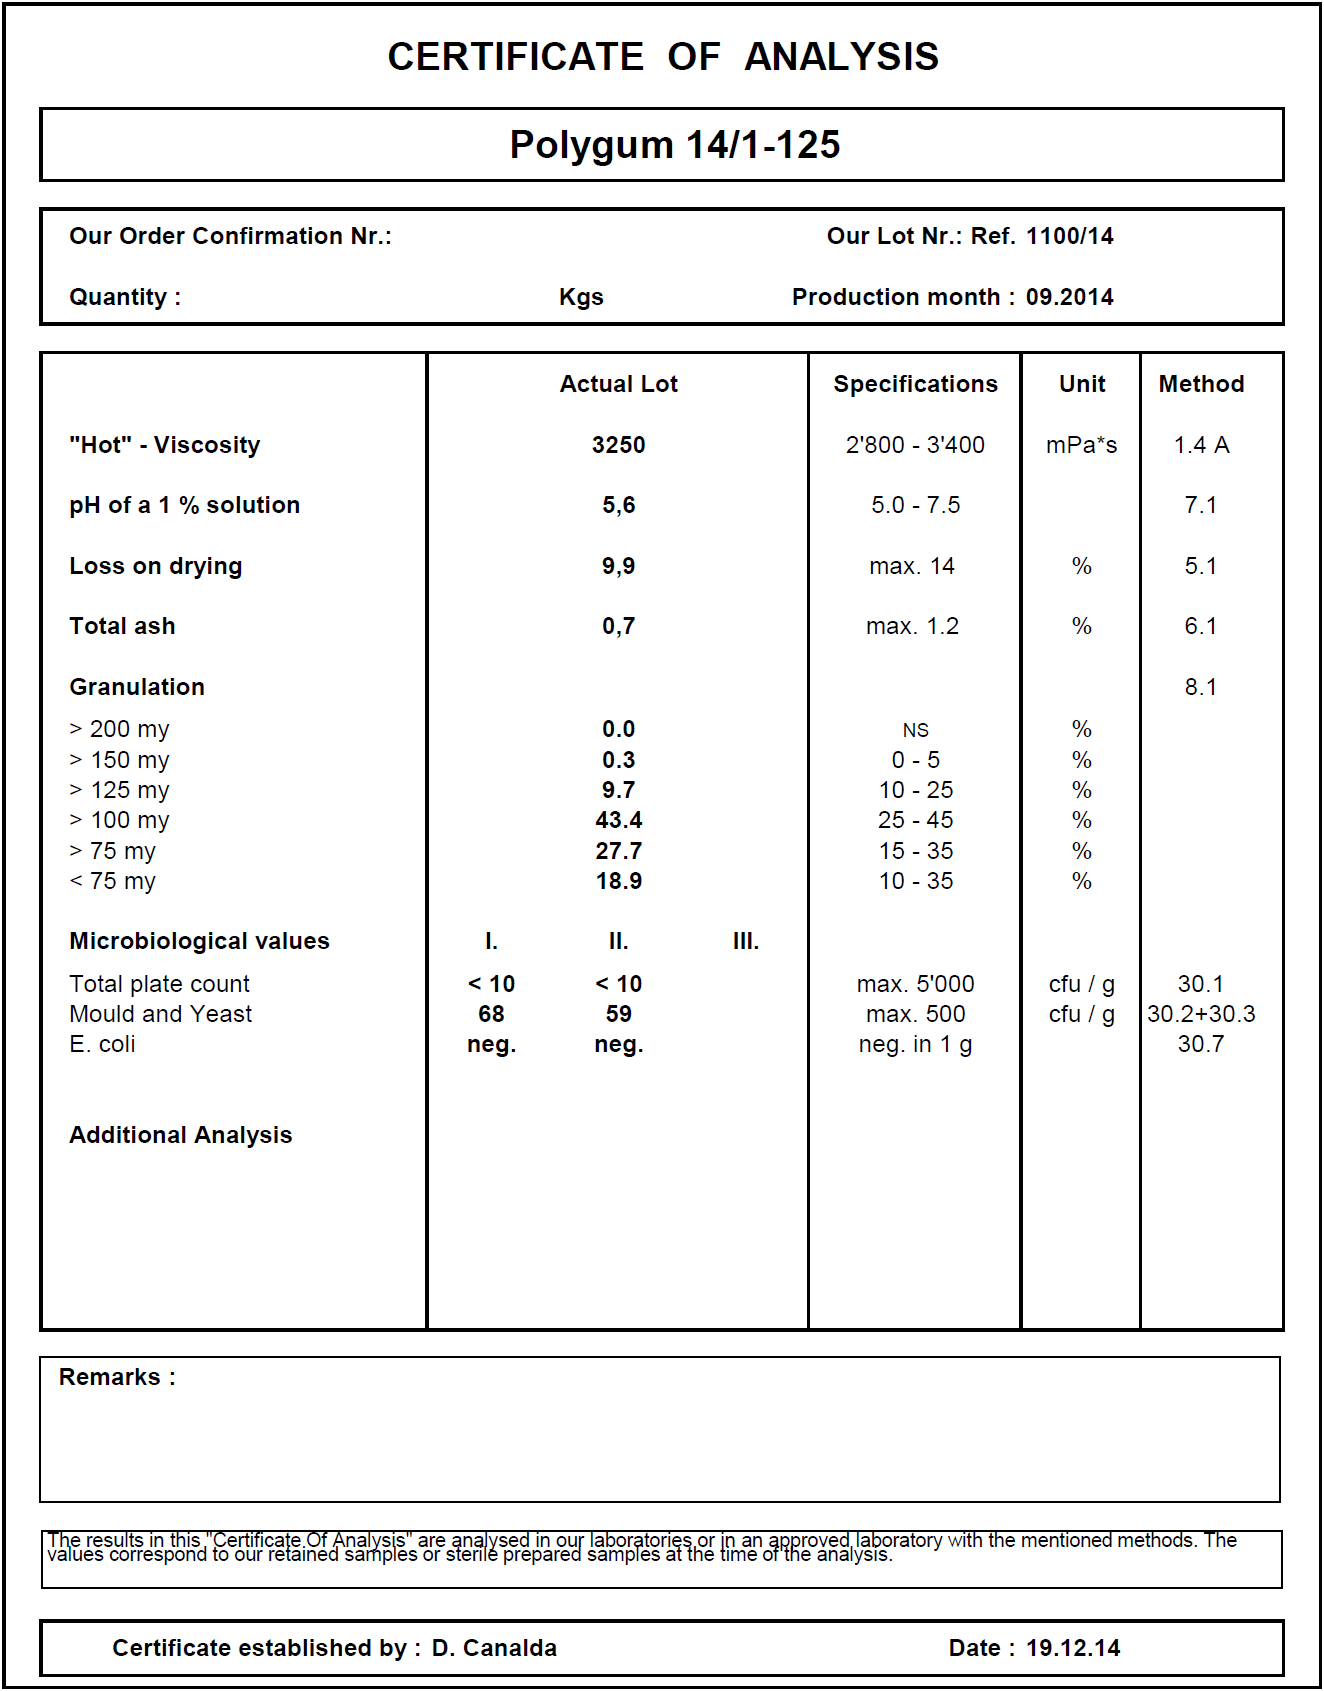 CERTIFICATE OF ANALYSIS
Polygum 14/1-125
Our Order Confirmation Nr.: Our Lot Nr.: Ref. 1100/14
Quantity : Kgs Production month : 09.2014
Actual Lot Specifications Unit Method
"Hot" - Viscosity 3250 2'800 - 3'400 mPa*s 1.4 A
pH of a 1 % solution 5,6 5.0 - 7.5 7.1
Loss on drying 9,9 max. 14 % 5.1
Total ash 0,7 max. 1.2 % 6.1
Granulation 8.1
> 200 my 0.0 NS %
> 150 my 0.3 0 - 5 %
> 125 my 9.7 10 - 25 %
> 100 my 43.4 25 - 45 %
> 75 my 27.7 15 - 35 %
< 75 my 18.9 10 - 35 %
Microbiological values I. II. III.
Total plate count < 10 < 10 max. 5'000 cfu / g 30.1
Mould and Yeast 68 59 max. 500 cfu / g 30.2+30.3
E. coli neg. neg. neg. in 1 g 30.7
Additional Analysis
Remarks :
The results in this "Certificate Of Analysis" are analysed in our laboratories or in an approved laboratory with the mentioned methods. The
values correspond to our retained samples or sterile prepared samples at the time of the analysis.
Certificate established by : D. Canalda Date : 19.12.14